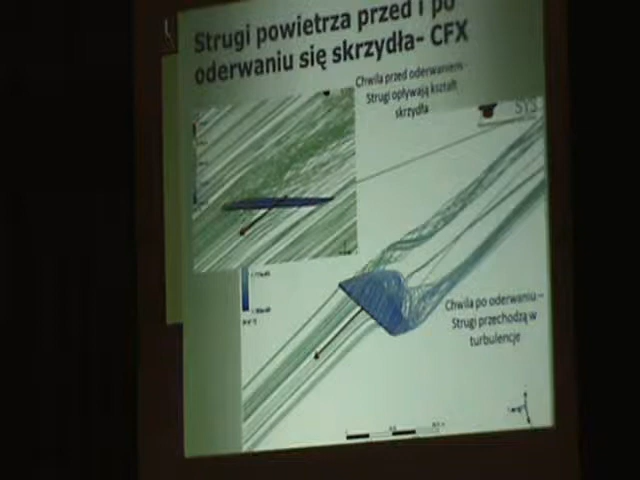 Strugi powietrza przed i po
oderwaniu się skrzydła- CFX
Chwila przed oderwaniem -
Strugi opływają kształt
skrzydła
SYS
Chwila po oderwaniu –
Strugi przechodzą w
turbulencje